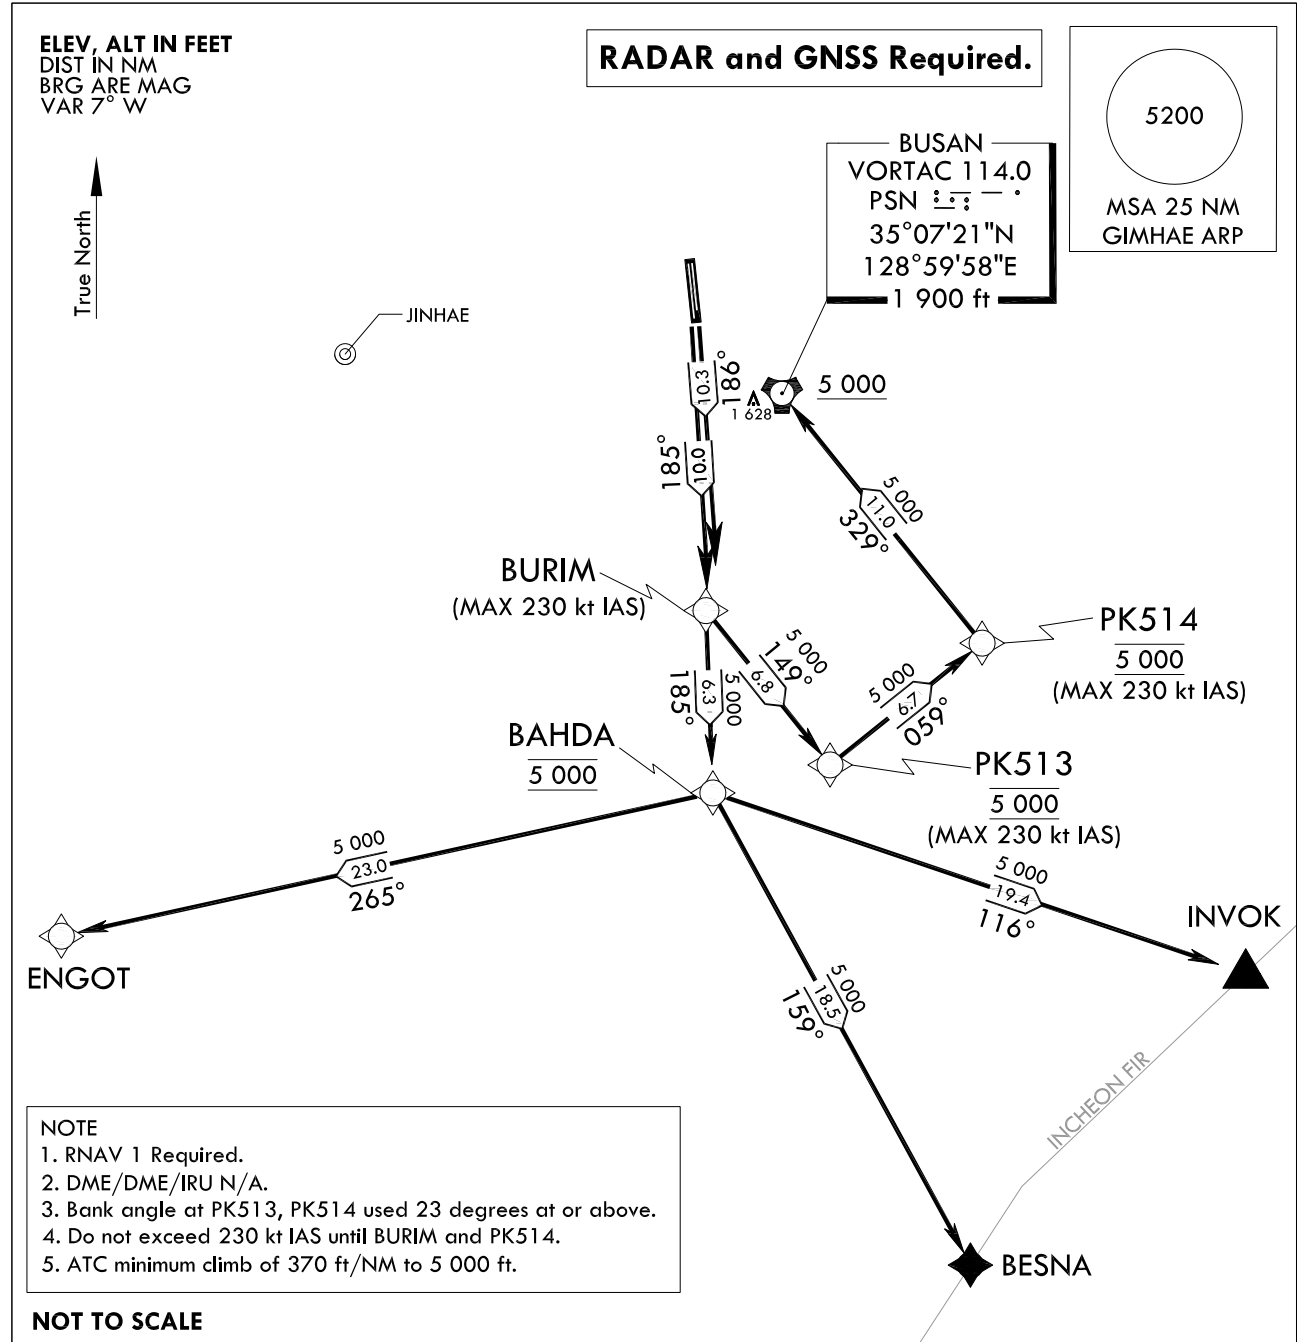 ELEV, ALT IN FEET
DIST IN NM
BRG ARE MAG
VAR 7° W
RADAR and GNSS Required.
5200
MSA 25 NM
GIMHAE ARP
BUSAN
VORTAC 114.0
PSN
35°07'21"N
128°59'58"E
1 900 ft
True North
JINHAE
10.3
186°
1 628
5 000
185°
10.0
5 000
11.0
329°
BURIM
(MAX 230 kt IAS)
PK514
5 000
(MAX 230 kt IAS)
5 000
149°
6.8
5 000
6.3
185°
5 000
6.7
059°
BAHDA
5 000
PK513
5 000
(MAX 230 kt IAS)
5 000
23.0
265°
5 000
19.4
116°
INVOK
ENGOT
5 000
18.5
159°
INCHEON FIR
BESNA
NOTE
1. RNAV 1 Required.
2. DME/DME/IRU N/A.
3. Bank angle at PK513, PK514 used 23 degrees at or above.
4. Do not exceed 230 kt IAS until BURIM and PK514.
5. ATC minimum climb of 370 ft/NM to 5 000 ft.
NOT TO SCALE